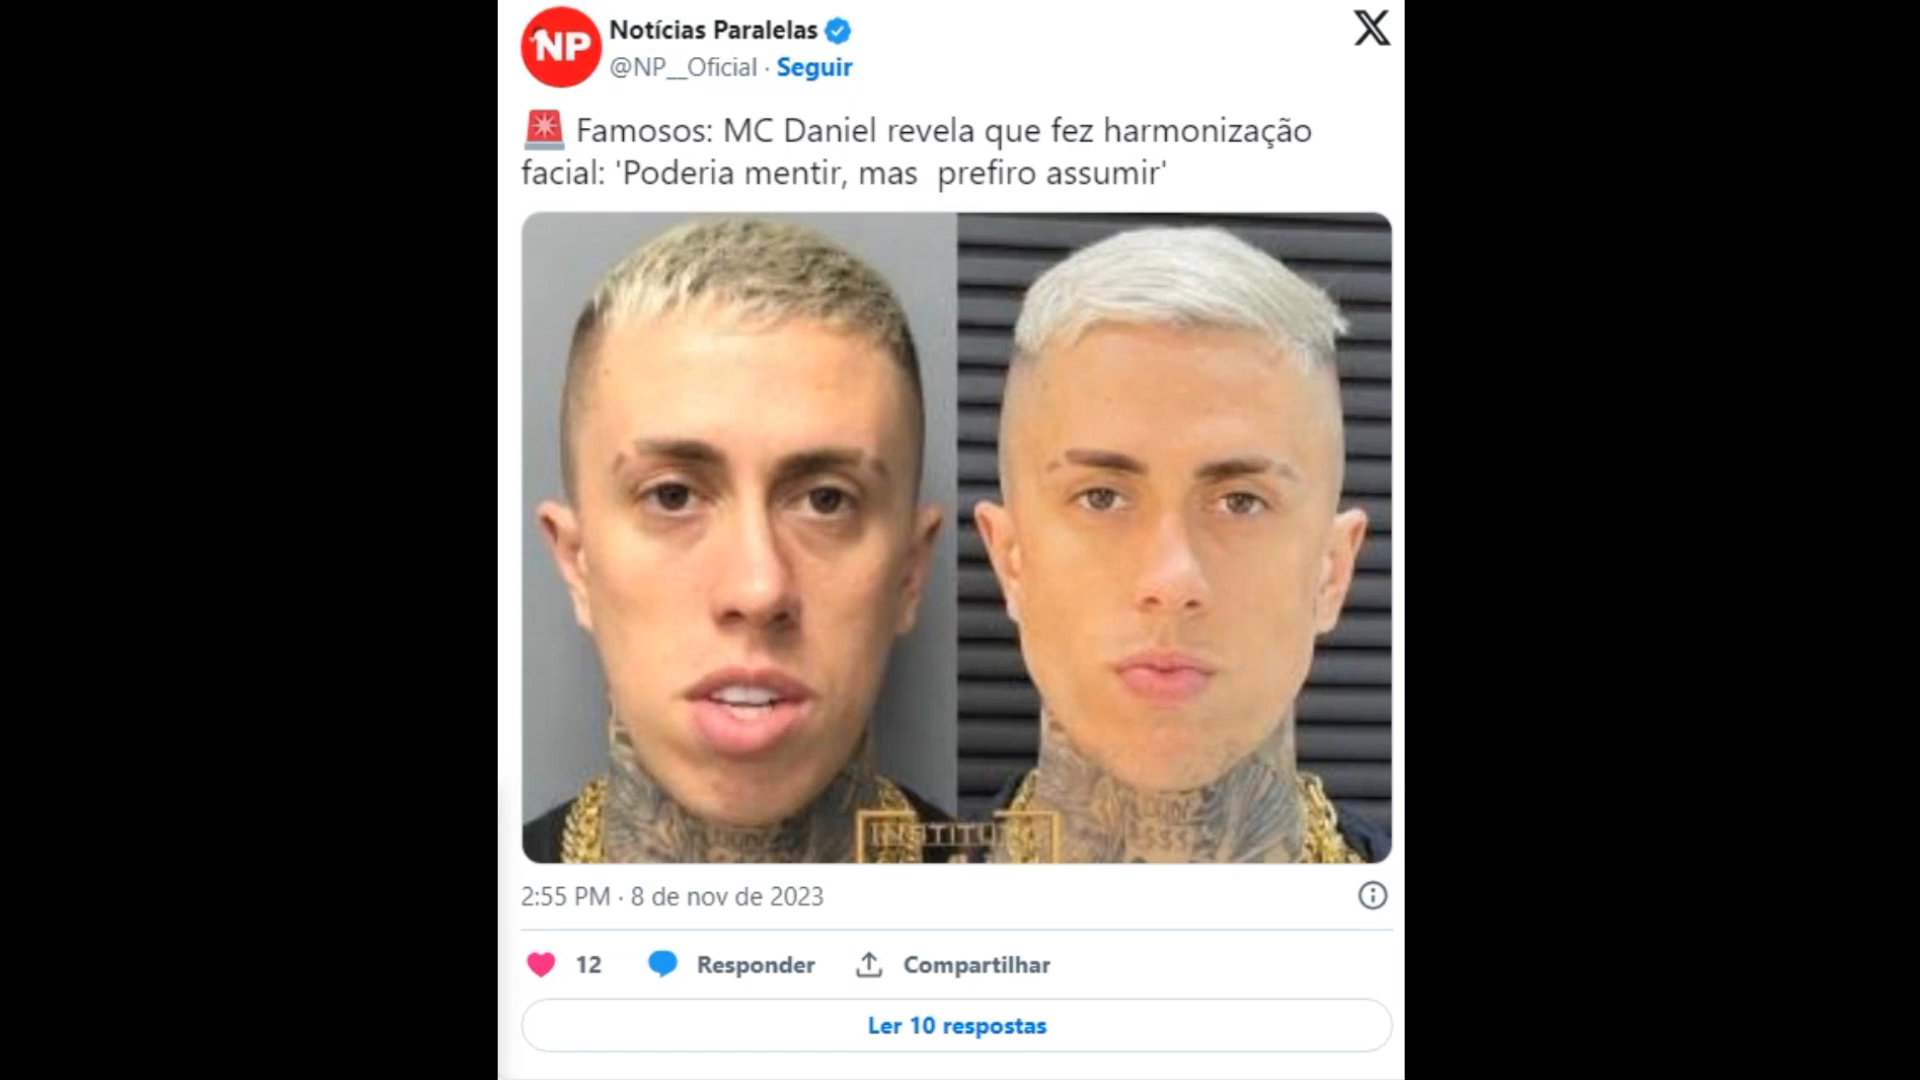 NP
Notícias Paralelas
@NP__Oficial · Seguir
🚨 Famosos: MC Daniel revela que fez harmonização
facial: 'Poderia mentir, mas prefiro assumir'
2:55 PM · 8 de nov de 2023
12 Responder Compartilhar
Ler 10 respostas